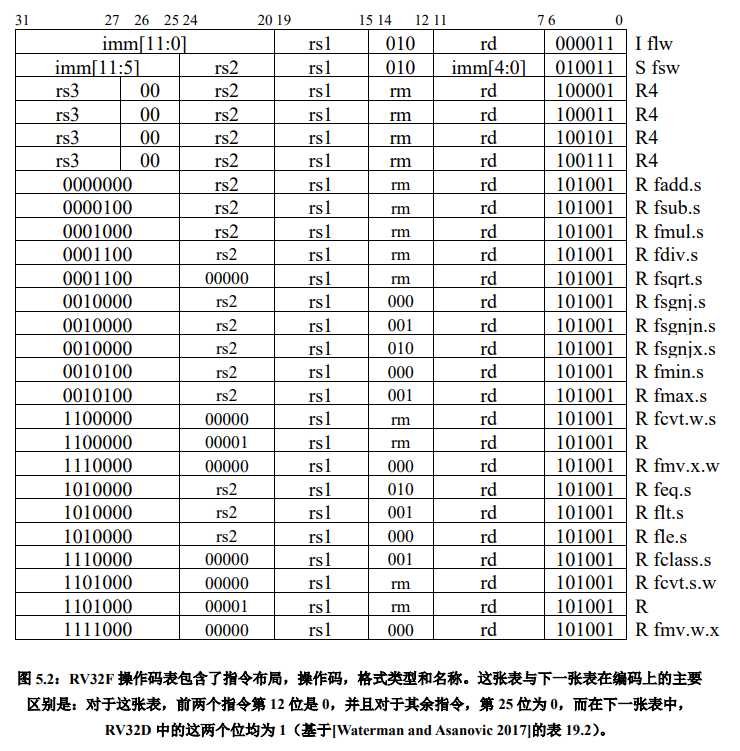 31 27 26 25 24 20 19 15 14 12 11 7 6 0
imm[11:0] rs1 010 rd 000011 I flw
imm[11:5] rs2 rs1 010 imm[4:0] 010011 S fsw
rs3 00 rs2 rs1 rm rd 100001 R4
rs3 00 rs2 rs1 rm rd 100011 R4
rs3 00 rs2 rs1 rm rd 100101 R4
rs3 00 rs2 rs1 rm rd 100111 R4
0000000 rs2 rs1 rm rd 101001 R fadd.s
0000100 rs2 rs1 rm rd 101001 R fsub.s
0001000 rs2 rs1 rm rd 101001 R fmul.s
0001100 rs2 rs1 rm rd 101001 R fdiv.s
0001100 00000 rs1 rm rd 101001 R fsqrt.s
0010000 rs2 rs1 000 rd 101001 R fsgnj.s
0010000 rs2 rs1 001 rd 101001 R fsgnjn.s
0010000 rs2 rs1 010 rd 101001 R fsgnjx.s
0010100 rs2 rs1 000 rd 101001 R fmin.s
0010100 rs2 rs1 001 rd 101001 R fmax.s
1100000 00000 rs1 rm rd 101001 R fcvt.w.s
1100000 00001 rs1 rm rd 101001 R
1110000 00000 rs1 000 rd 101001 R fmv.x.w
1010000 rs2 rs1 010 rd 101001 R feq.s
1010000 rs2 rs1 001 rd 101001 R flt.s
1010000 rs2 rs1 000 rd 101001 R fle.s
1110000 00000 rs1 001 rd 101001 R fclass.s
1101000 00000 rs1 rm rd 101001 R fcvt.s.w
1101000 00001 rs1 rm rd 101001 R
1111000 00000 rs1 000 rd 101001 R fmv.w.x
图 5.2：RV32F 操作码表包含了指令布局，操作码，格式类型和名称。这张表与下一张表在编码上的主要
区别是：对于这张表，前两个指令第 12 位是 0，并且对于其余指令，第 25 位为 0，而在下一张表中，
RV32D 中的这两个位均为 1（基于[Waterman and Asanovic 2017]的表 19.2）。